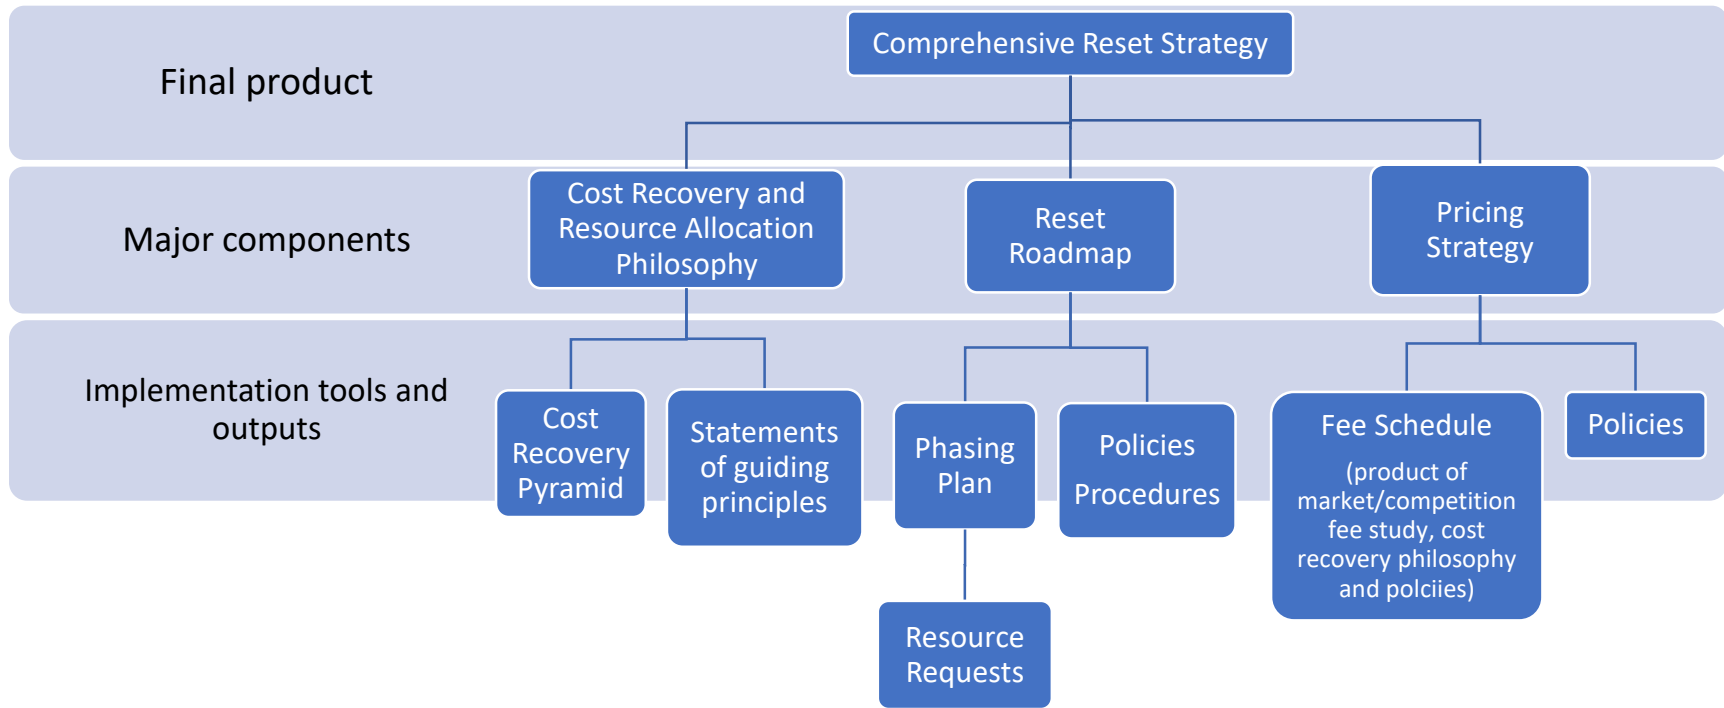 Final product
Comprehensive Reset Strategy
Major components
Cost Recovery and
Resource Allocation
Philosophy
Reset
Roadmap
Pricing
Strategy
Implementation tools and
outputs
Cost
Recovery
Pyramid
Statements
of guiding
principles
Phasing
Plan
Policies
Procedures
Fee Schedule
(product of
market/competition
fee study, cost
recovery philosophy
and polciies)
Policies
Resource
Requests